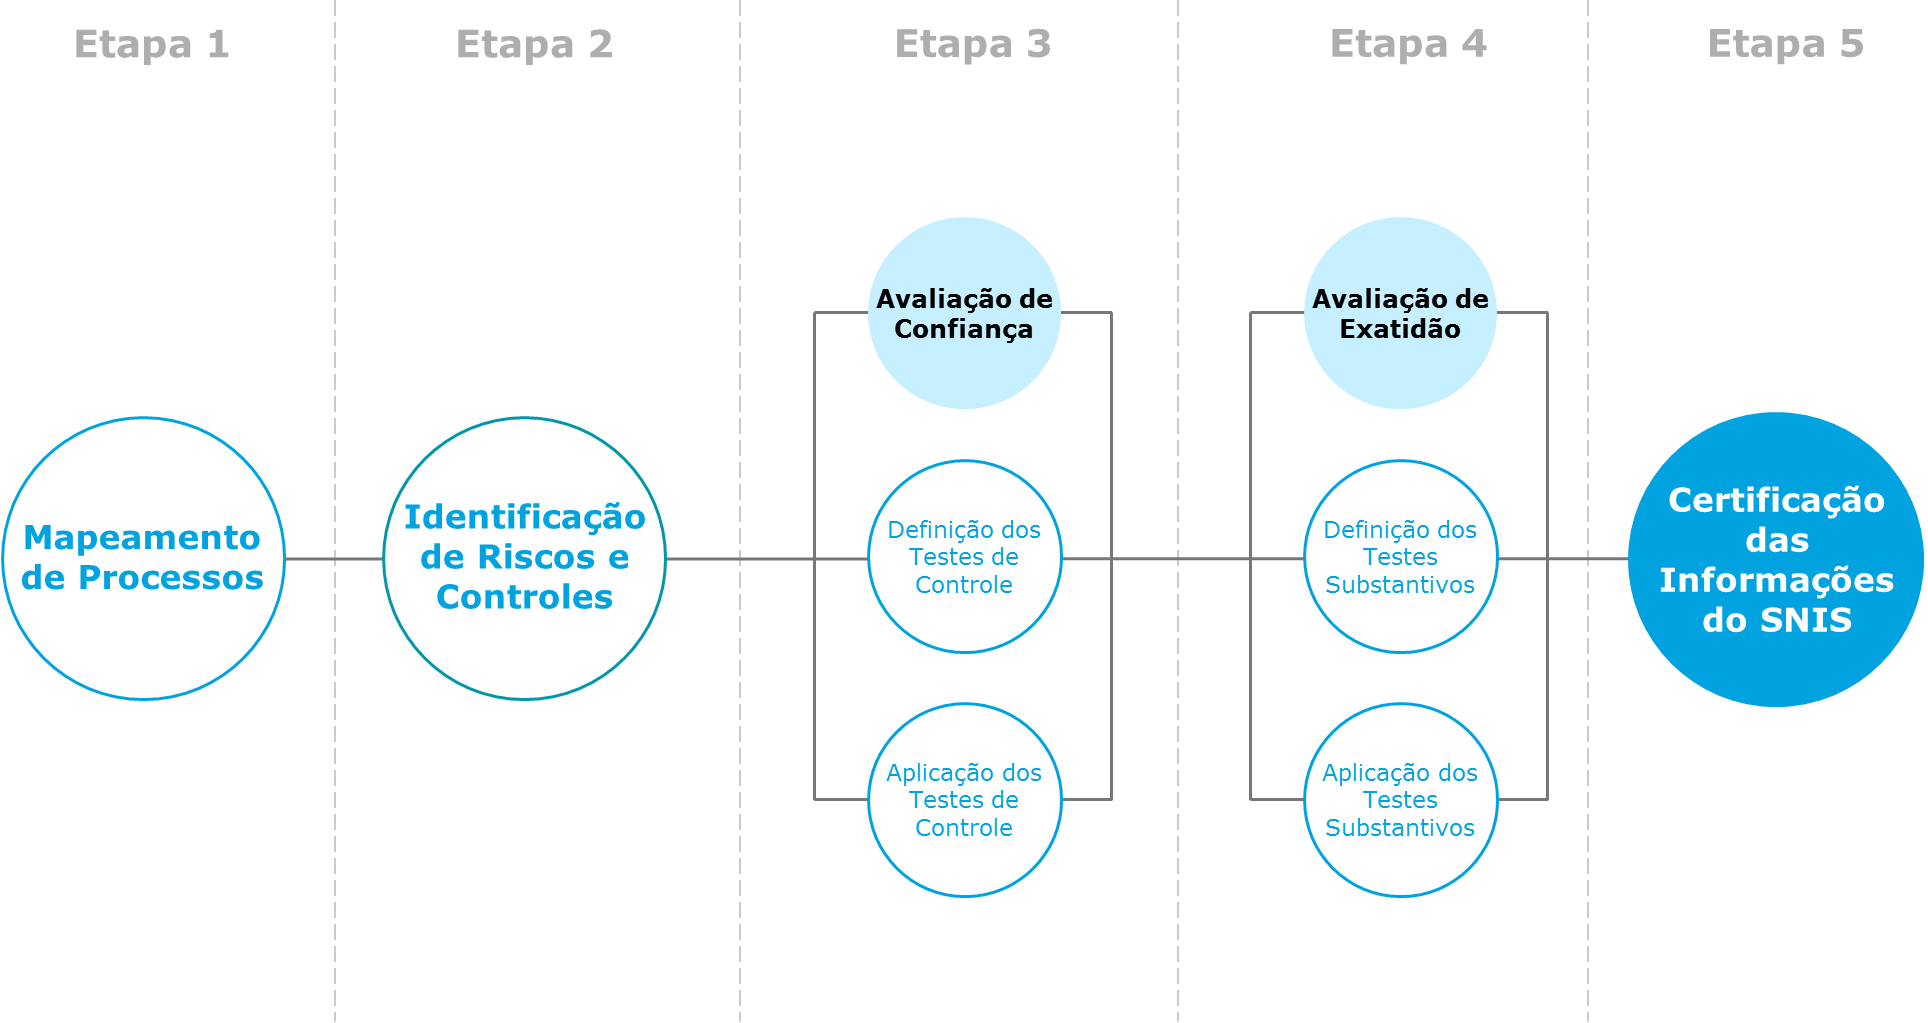 Etapa 1
Etapa 2
Etapa 3
Etapa 4
Etapa 5
Mapeamento
de Processos
Identificação
de Riscos e
Controles
Avaliação de
Confiança
Definição dos
Testes de
Controle
Aplicação dos
Testes de
Controle
Avaliação de
Exatidão
Definição dos
Testes
Substantivos
Aplicação dos
Testes
Substantivos
Certificação
das
Informações
do SNIS